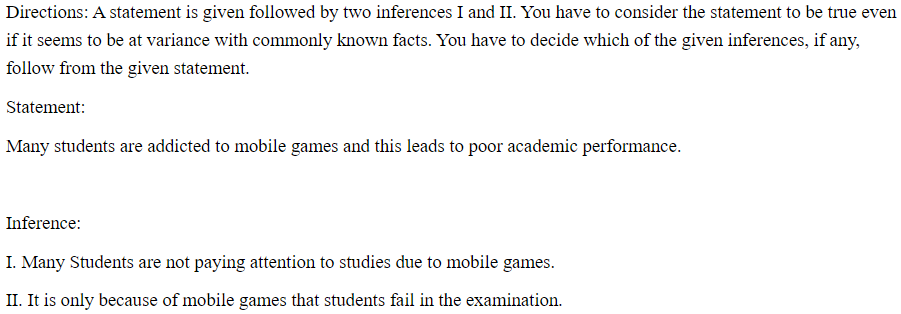 Directions: A statement is given followed by two inferences I and II. You have to consider the statement to be true even
if it seems to be at variance with commonly known facts. You have to decide which of the given inferences, if any,
follow from the given statement.
Statement:
Many students are addicted to mobile games and this leads to poor academic performance.
Inference:
I. Many Students are not paying attention to studies due to mobile games.
II. It is only because of mobile games that students fail in the examination.